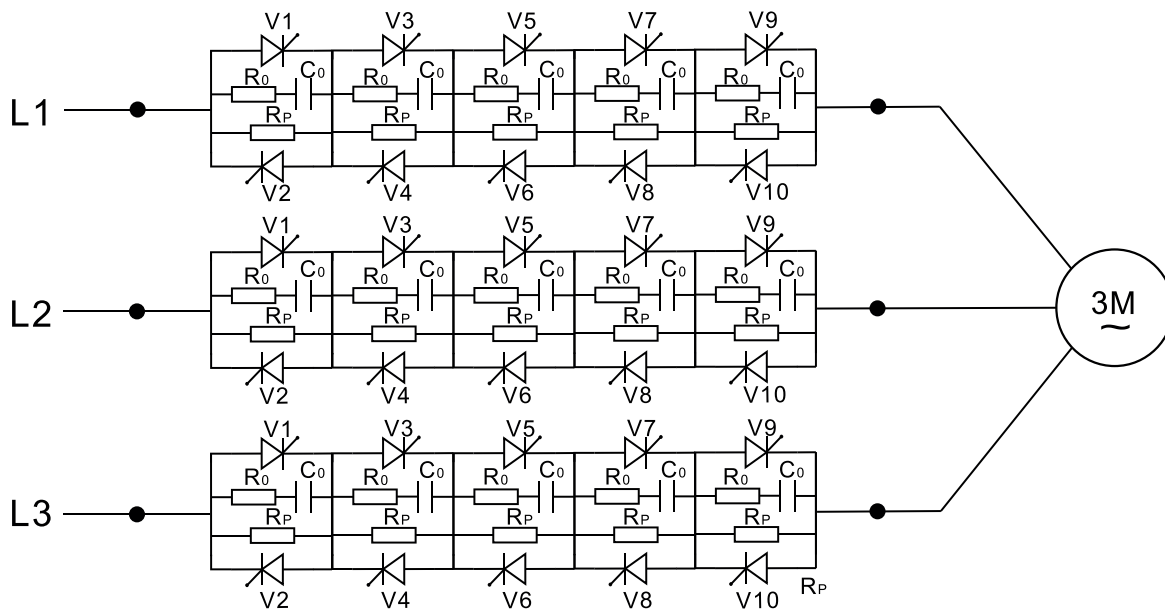 V1 V3 V5 V7 V9
R0 C0 R0 C0 R0 C0 R0 C0 R0 C0
L1
RP RP RP RP RP
V2 V4 V6 V8 V10
V1 V3 V5 V7 V9
R0 C0 R0 C0 R0 C0 R0 C0 R0 C0
L2
3M
~
RP RP RP RP RP
V2 V4 V6 V8 V10
V1 V3 V5 V7 V9
R0 C0 R0 C0 R0 C0 R0 C0 R0 C0
L3
RP RP RP RP RP
V2 V4 V6 V8 V10 RP